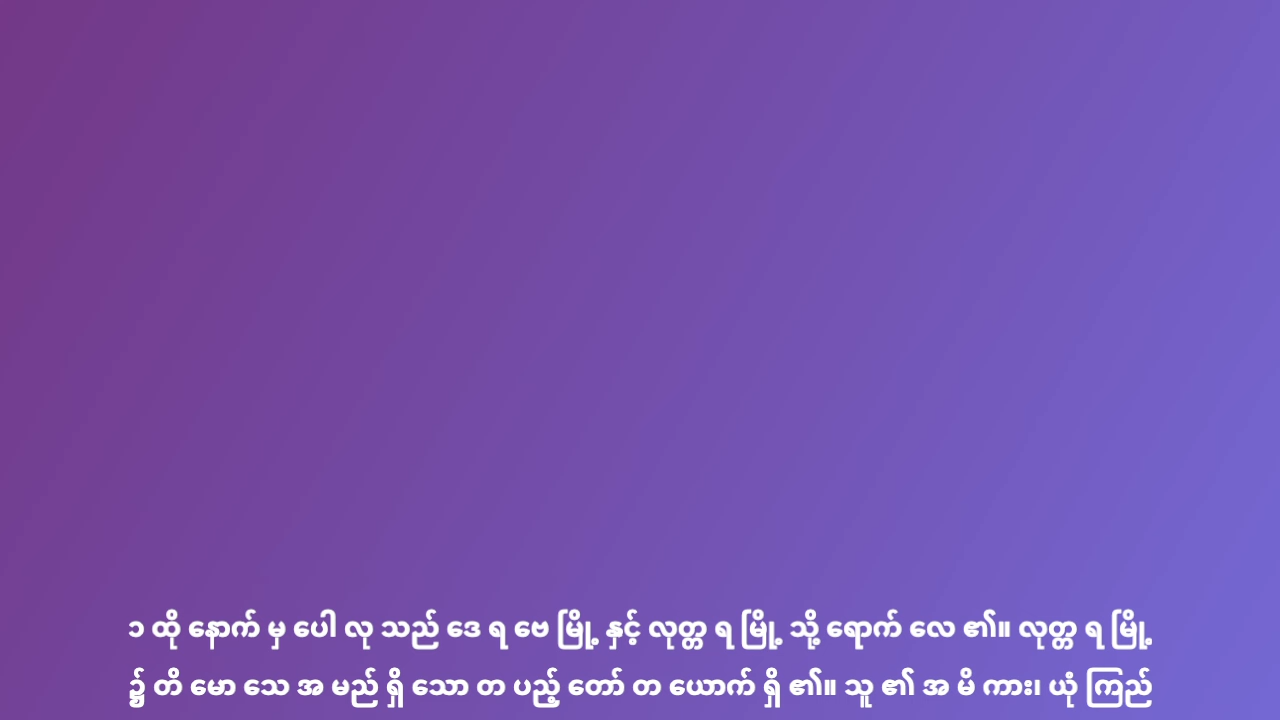 ၁ ထို နောက် မှ ပေါ လု သည် ဒေ ရ ဗေ မြို့ နှင့် လုတ္တ ရ မြို့ သို့ ရောက် လေ ၏။ လုတ္တ ရ မြို့
၌ တိ မော သေ အ မည် ရှိ သော တ ပည့် တော် တ ယောက် ရှိ ၏။ သူ ၏ အ မိ ကား၊ ယုံ ကြည်